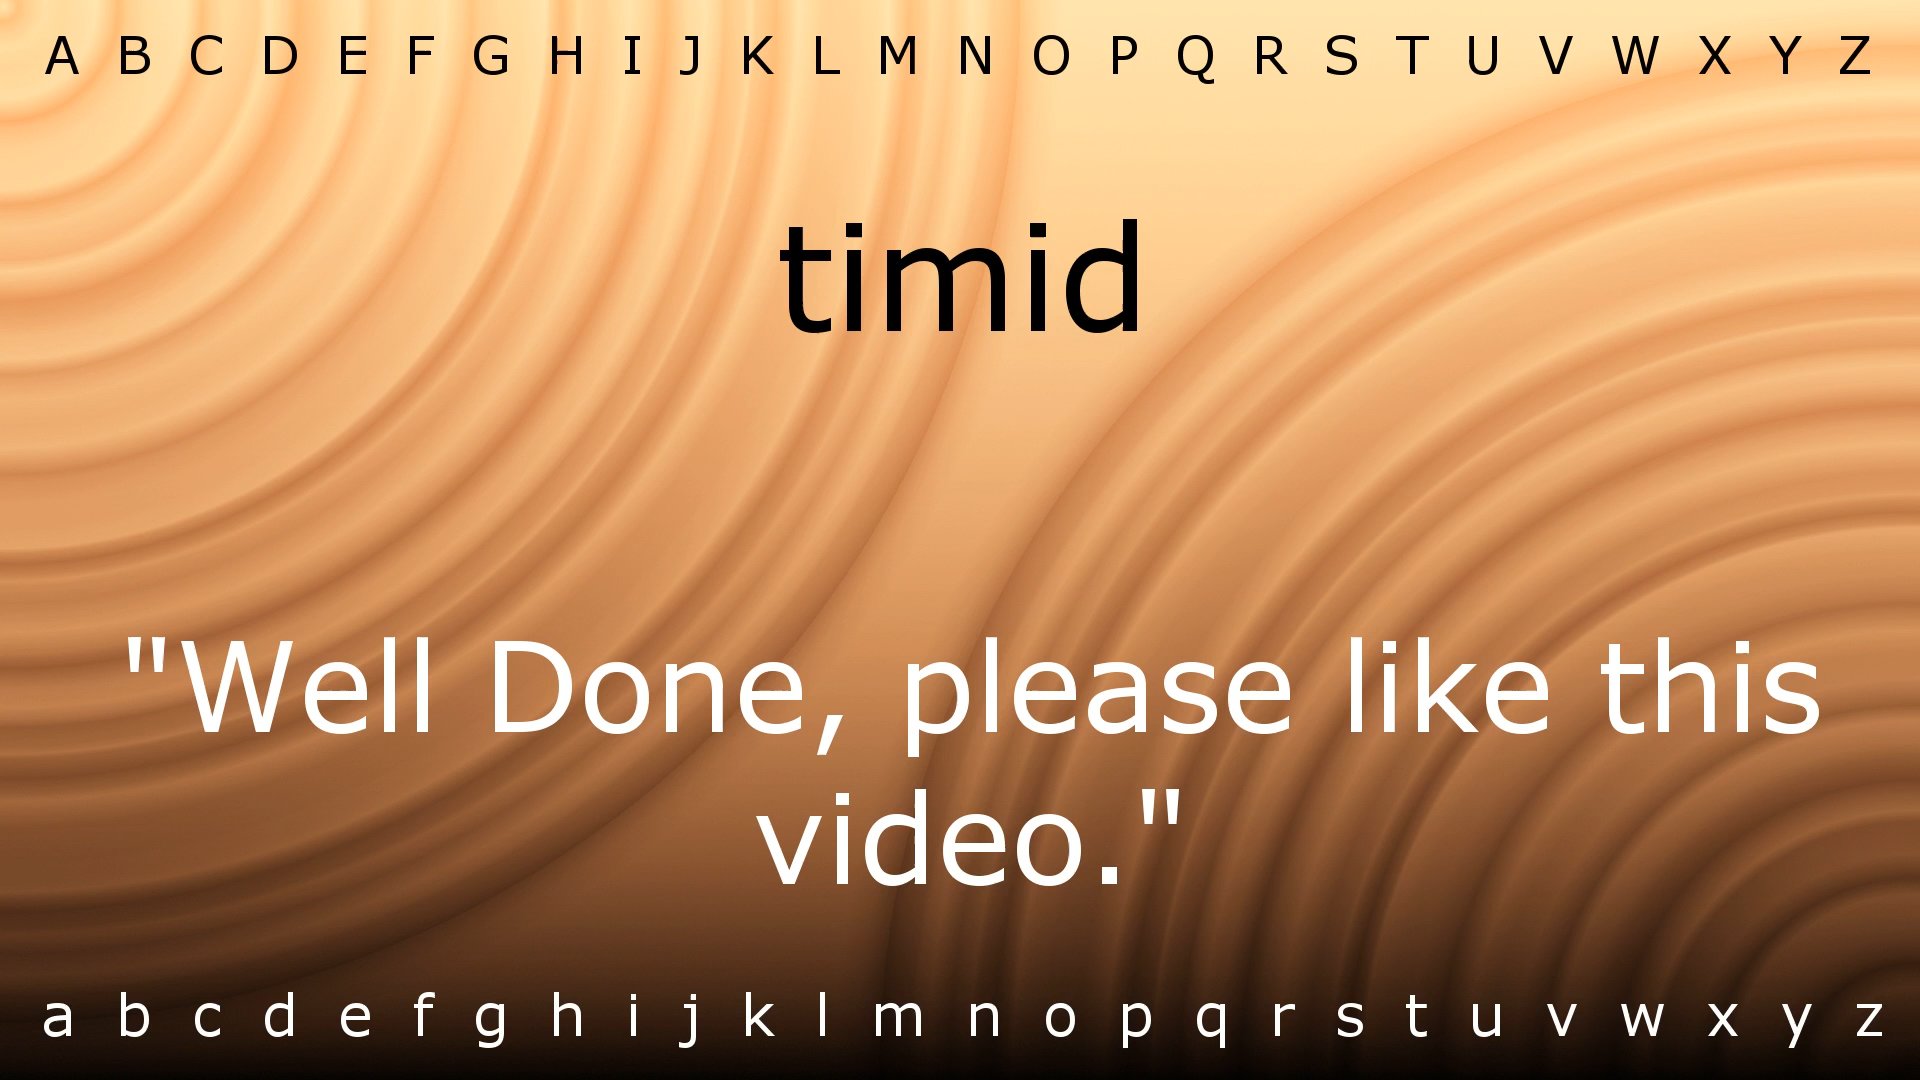 A B C D E F G H I J K L M N O P Q R S T U V W X Y Z
timid
"Well Done, please like this
video."
a b c d e f g h i j k l m n o p q r s t u v w x y z